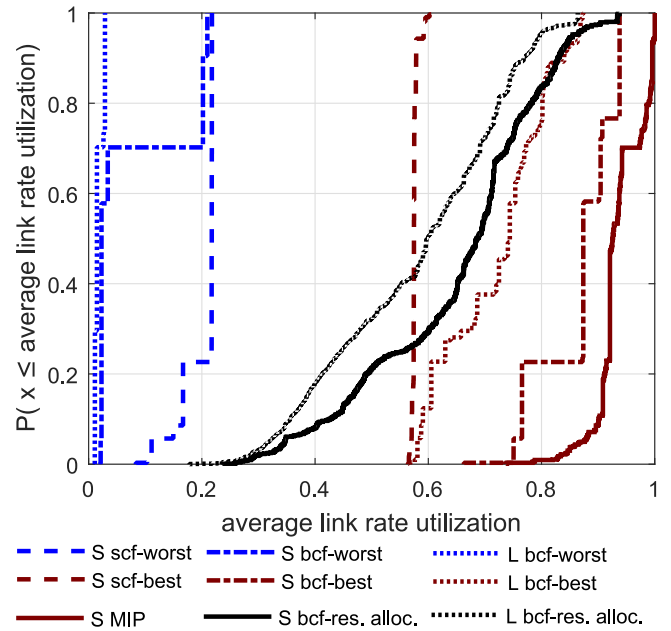 P( x ≤ average link rate utilization)
1
0.8
0.6
0.4
0.2
0
0 0.2 0.4 0.6 0.8 1
average link rate utilization
S scf-worst S bcf-worst L bcf-worst
S scf-best S bcf-best L bcf-best
S MIP S bcf-res. alloc. L bcf-res. alloc.